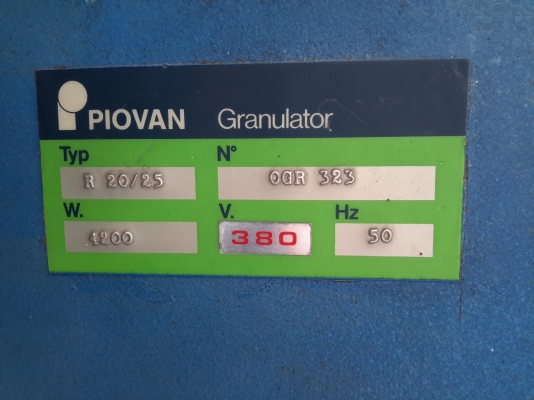 PIOVAN Granulator
Typ N°
R 20/25 OGR 323
W. V. Hz
4200 380 50